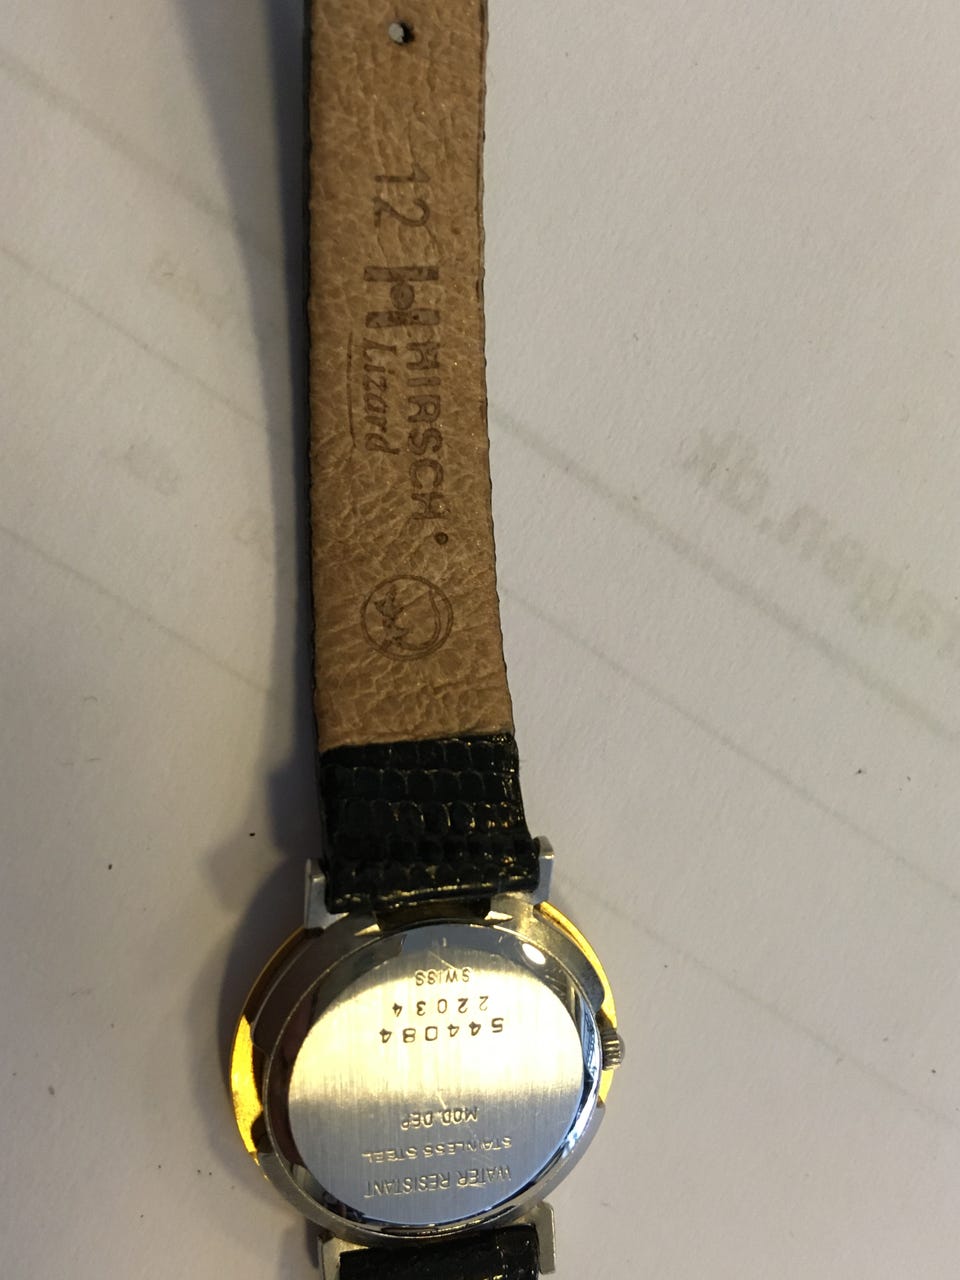 12 H HIRSCH
Lizard
WATER RESISTANT
STAINLESS STEEL
MOD. DEP.
544084
22034
SWISS